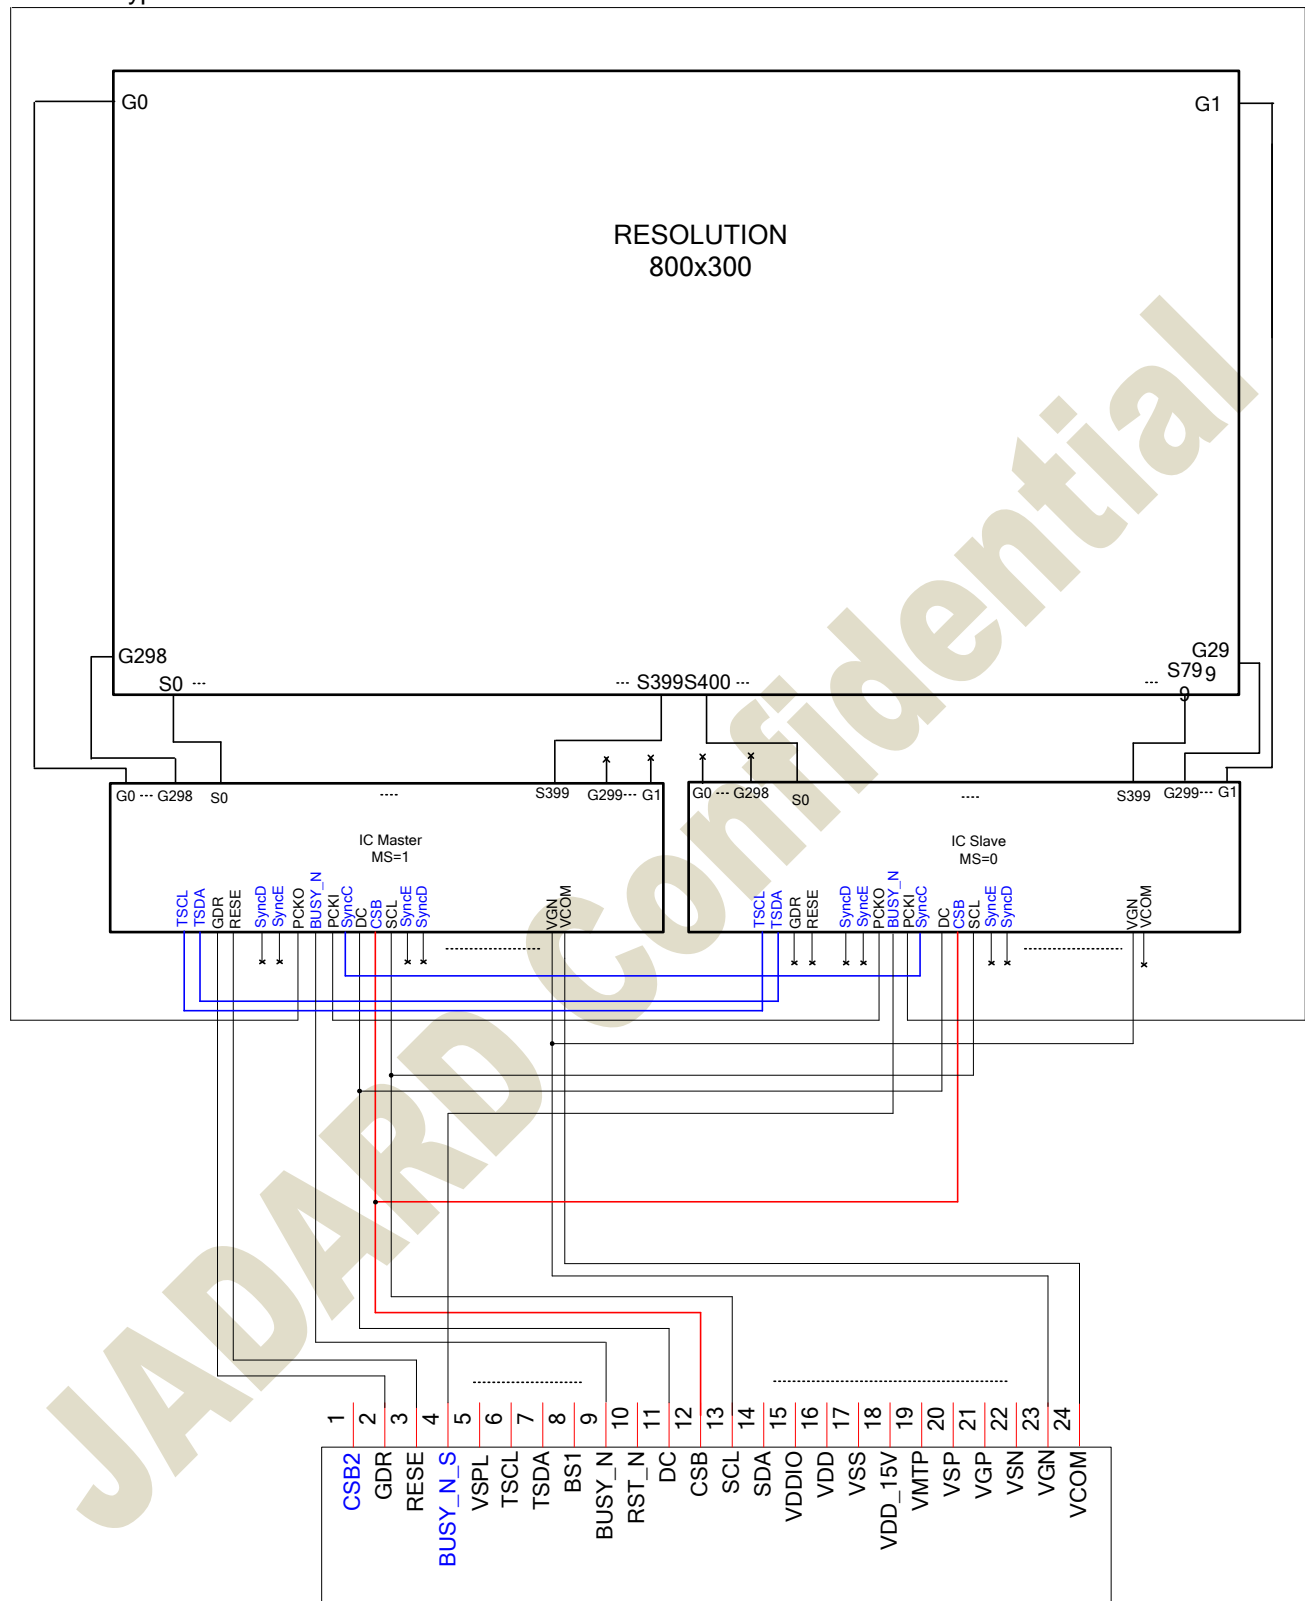 G0
G1
RESOLUTION
800x300
G298
G29
9
S0 ---
--- S399S400 ---
--- S79
9
G0 --- G298 S0 ---- S399 G299--- G1
G0 --- G298 S0 ---- S399 G299--- G1
IC Master
MS=1
IC Slave
MS=0
TSCL
TSDA
GDR
RESE
SyncD
SyncE
PCKO
BUSY_N
PCKI
SyncC
DC
CSB
SCL
SyncE
SyncD
VGN
VCOM
TSCL
TSDA
GDR
RESE
SyncD
SyncE
PCKO
BUSY_N
PCKI
SyncC
DC
CSB
SCL
SyncE
SyncD
VGN
VCOM
1 2 3 4 5 6 7 8 9 10 11 12 13 14 15 16 17 18 19 20 21 22 23 24
CSB2
GDR
RESE
BUSY_N_S
VSPL
TSCL
TSDA
BS1
BUSY_N
RST_N
DC
CSB
SCL
SDA
VDDIO
VDD
VSS
VDD_15V
VMTP
VSP
VGP
VSN
VGN
VCOM
JADARD Confidential